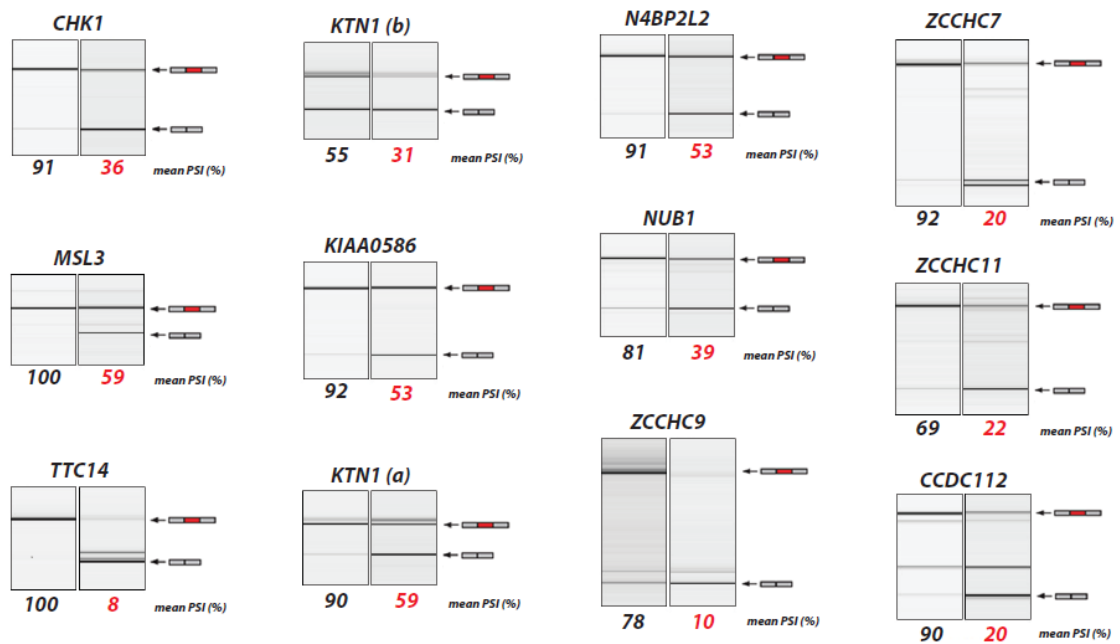 CHK1
91 36 mean PSI (%)
MSL3
100 59 mean PSI (%)
TTC14
100 8 mean PSI (%)
KTN1 (b)
55 31 mean PSI (%)
KIAA0586
92 53 mean PSI (%)
KTN1 (a)
90 59 mean PSI (%)
N4BP2L2
91 53 mean PSI (%)
NUB1
81 39 mean PSI (%)
ZCCHC9
78 10 mean PSI (%)
ZCCHC7
92 20 mean PSI (%)
ZCCHC11
69 22 mean PSI (%)
CCDC112
90 20 mean PSI (%)